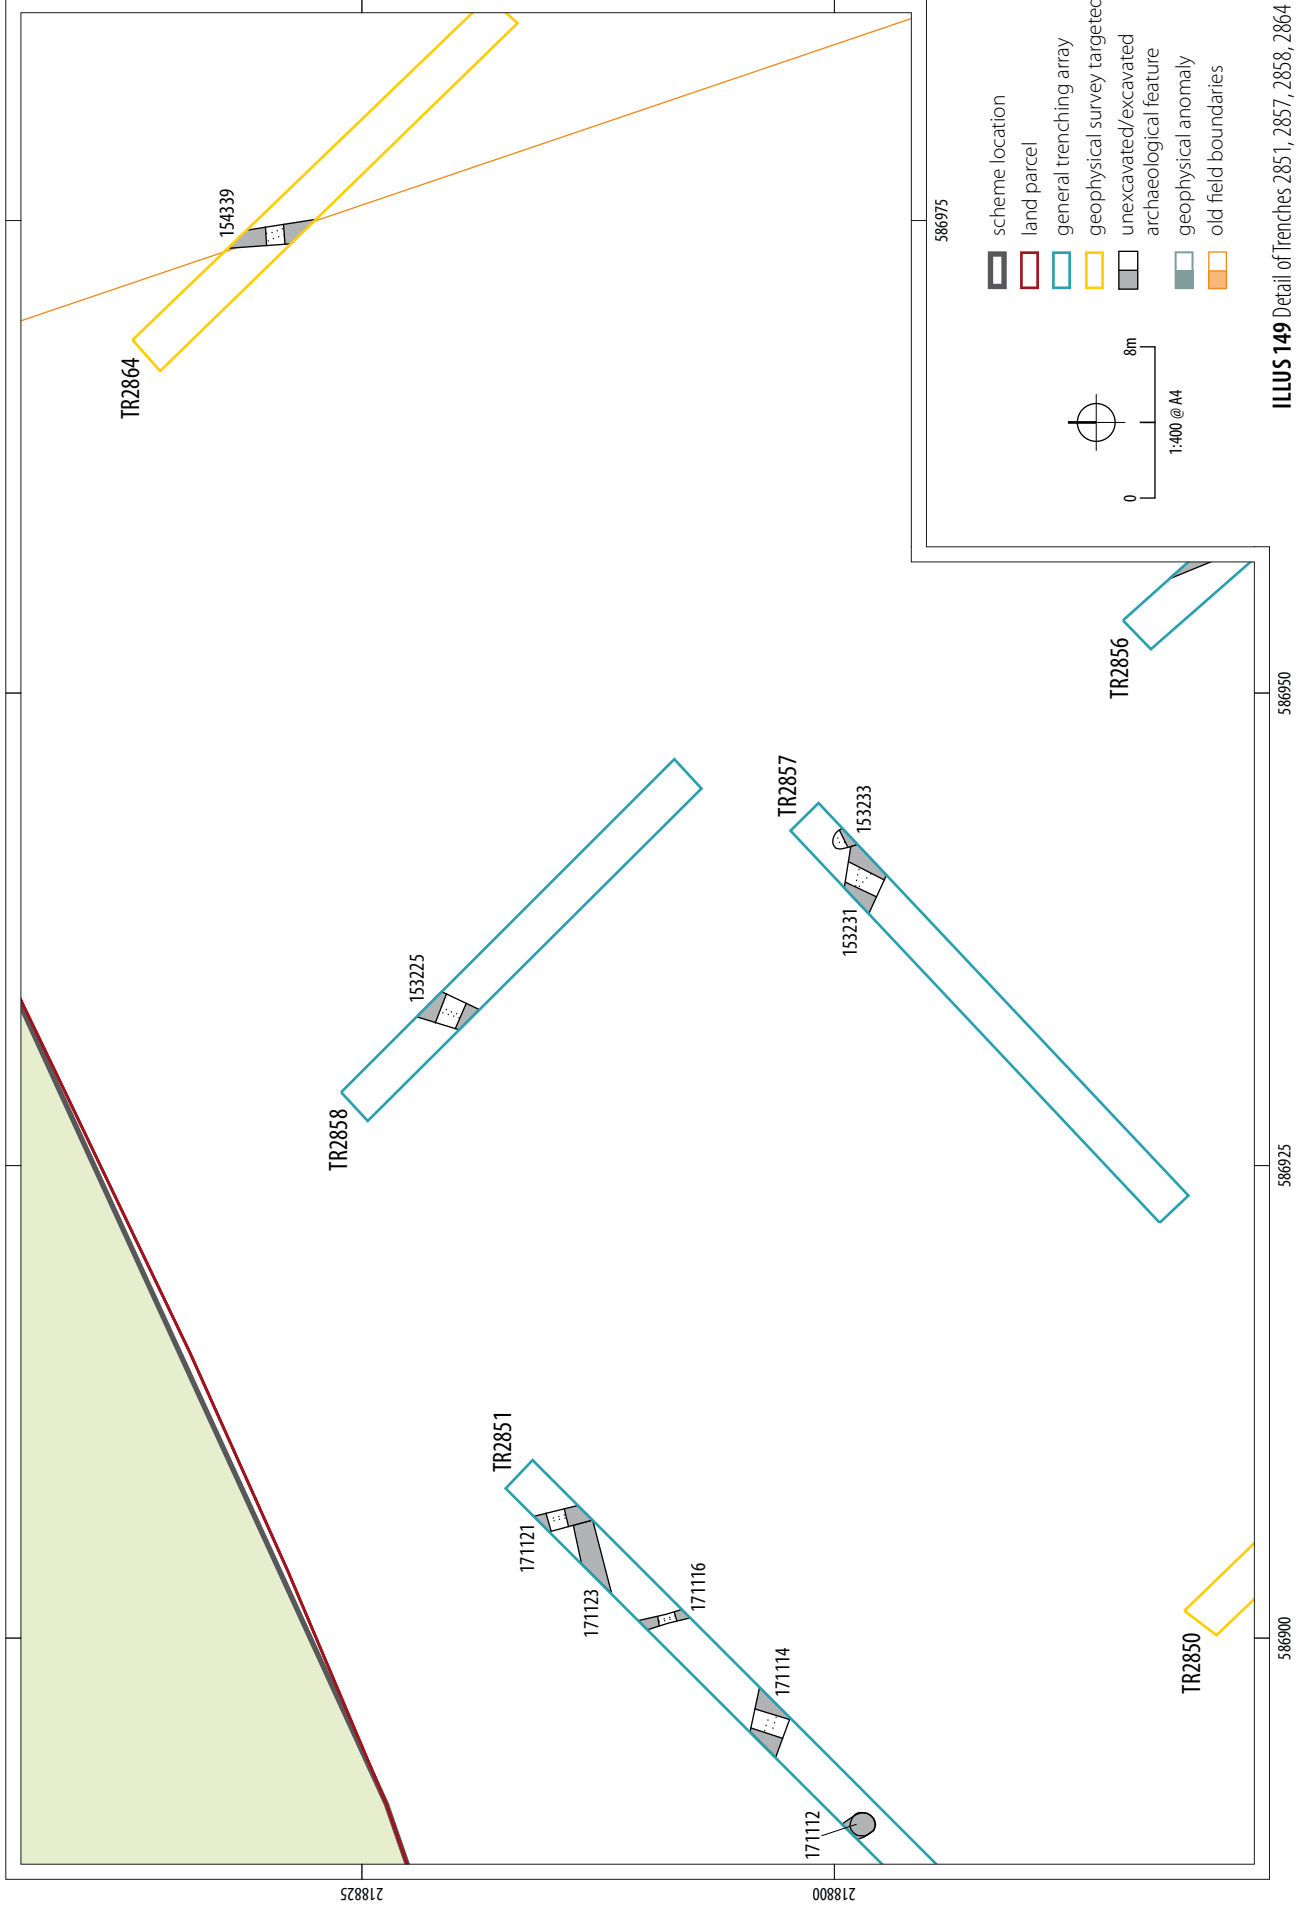 TR2864
154339
TR2858
153225
TR2857
153233
153231
TR2856
TR2851
171121
171123
171116
171114
171112
TR2850
218825
218800
586900
586925
586950
586975
scheme location
land parcel
general trenching array
geophysical survey targeted
unexcavated/excavated
archaeological feature
geophysical anomaly
old field boundaries
0
8m
1:400 @ A4
ILLUS 149 Detail of Trenches 2851, 2857, 2858, 2864